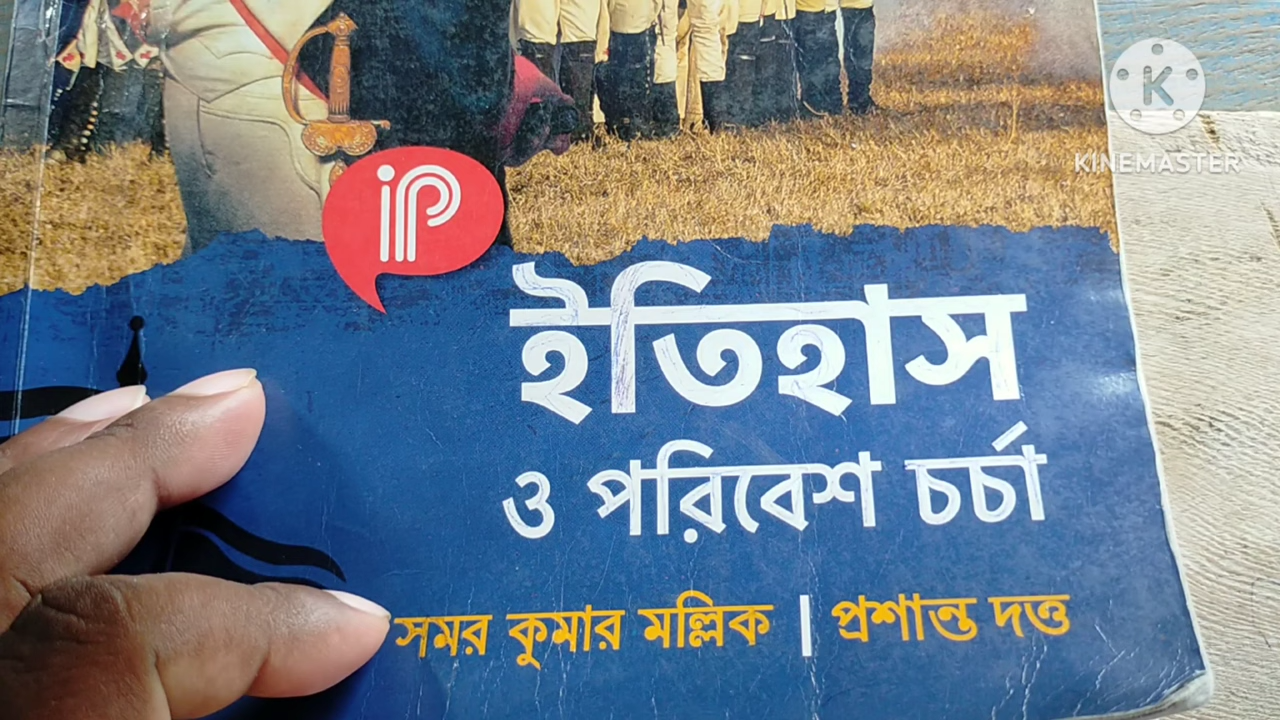 K
KINEMASTER
iP
ইতিহাস
ও পরিবেশ চর্চা
সমর কুমার মল্লিক | প্রশান্ত দত্ত